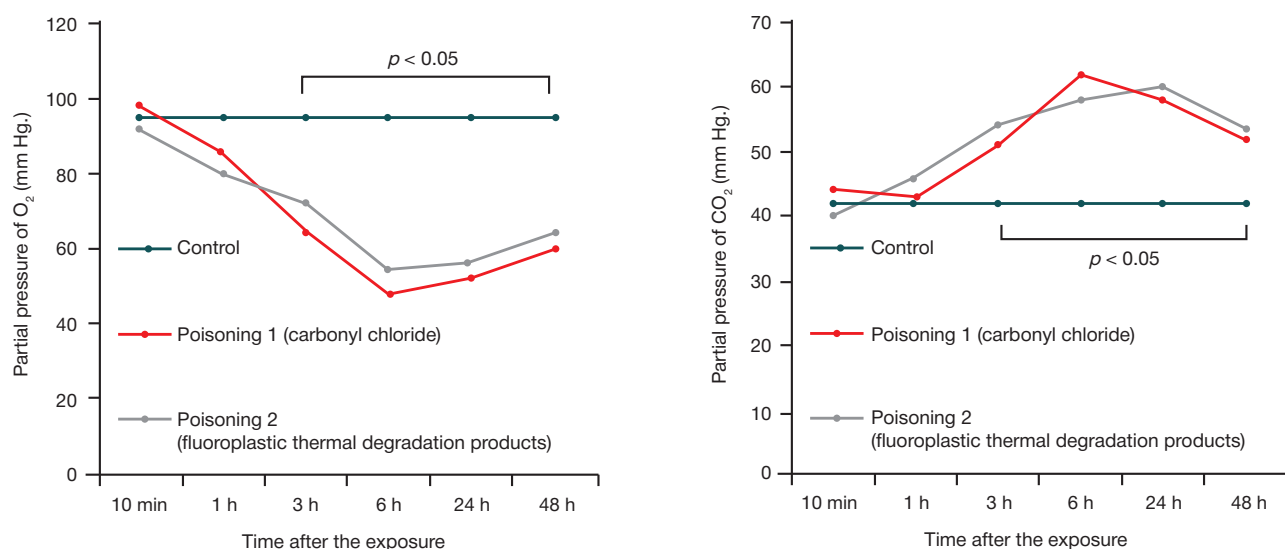 120
100
80
60
40
20
0
Partial pressure of O₂ (mm Hg.)
p < 0.05
Control
Poisoning 1 (carbonyl chloride)
Poisoning 2
(fluoroplastic thermal degradation products)
10 min 1 h 3 h 6 h 24 h 48 h
Time after the exposure
70
60
50
40
30
20
10
0
Partial pressure of CO₂ (mm Hg.)
Control
p < 0.05
Poisoning 1 (carbonyl chloride)
Poisoning 2
(fluoroplastic thermal degradation products)
10 min 1 h 3 h 6 h 24 h 48 h
Time after the exposure